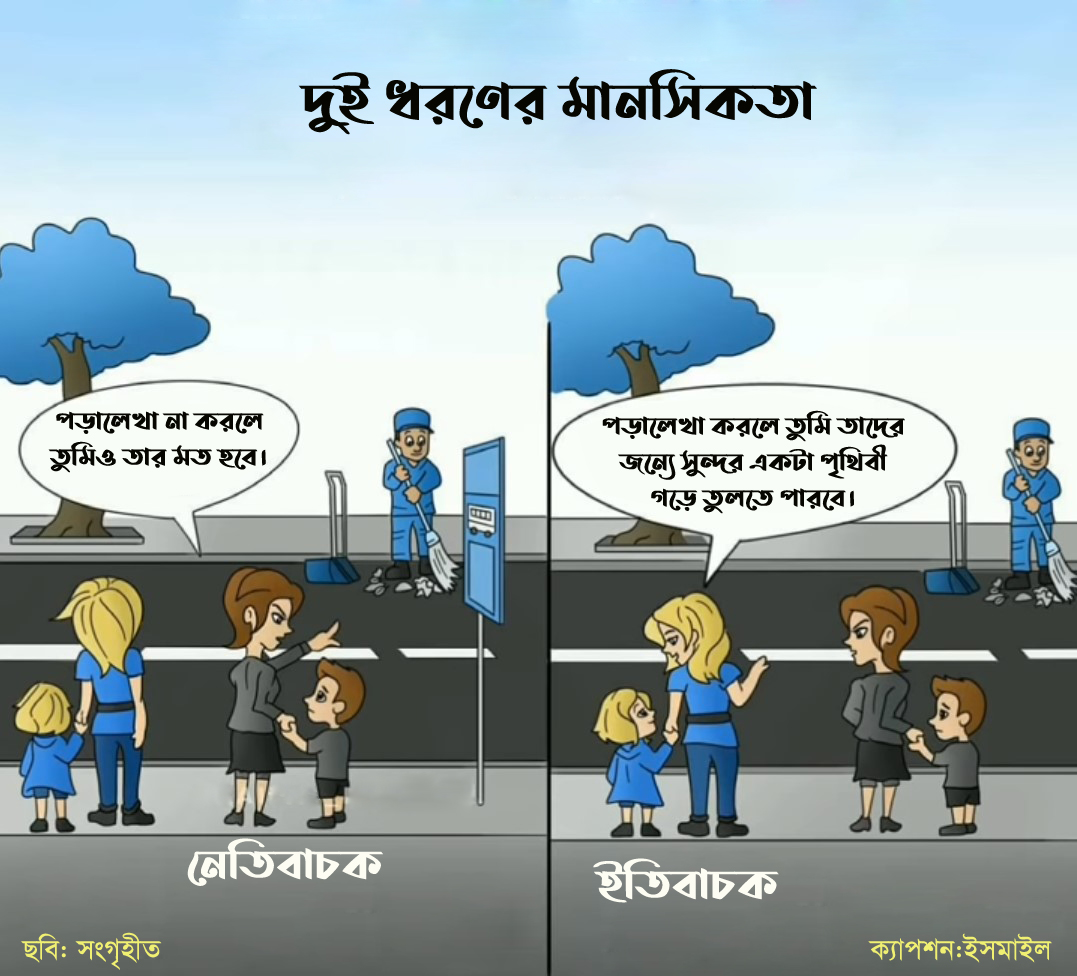 দুই ধরণের মানসিকতা
পড়ালেখা না করলে
তুমিও তার মত হবে।
পড়ালেখা করলে তুমি তাদের
জন্যে সুন্দর একটা পৃথিবী
গড়ে তুলতে পারবে।
নেতিবাচক
ইতিবাচক
ছবি: সংগৃহীত
ক্যাপশন:ইসমাইল